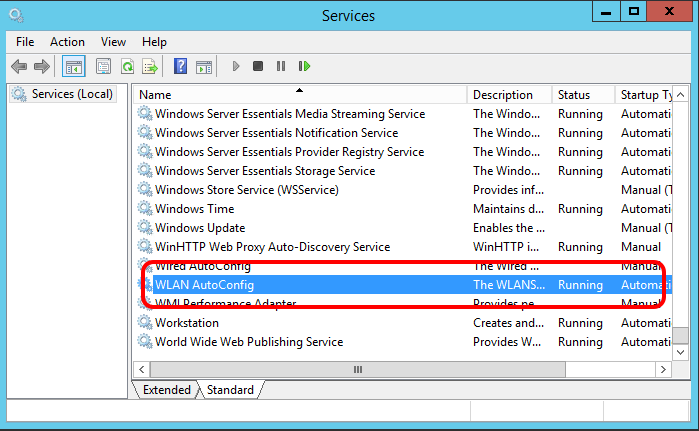 Services
File Action View Help
Services (Local)
Name Description Status Startup Ty
Windows Server Essentials Media Streaming Service The Windo... Running Automati
Windows Server Essentials Notification Service The Windo... Running Automati
Windows Server Essentials Provider Registry Service The Windo... Running Automati
Windows Server Essentials Storage Service The Windo... Running Automati
Windows Store Service (WSService) Provides inf... Manual (T
Windows Time Maintains d... Running Automati
Windows Update Enables the ... Manual (T
WinHTTP Web Proxy Auto-Discovery Service WinHTTP i... Running Manual
Wired AutoConfig The Wired ... Manual
WLAN AutoConfig The WLANS... Running Automati
WMI Performance Adapter Provides pe... Manual
Workstation Creates and... Running Automati
World Wide Web Publishing Service Provides W... Running Automati
Extended Standard